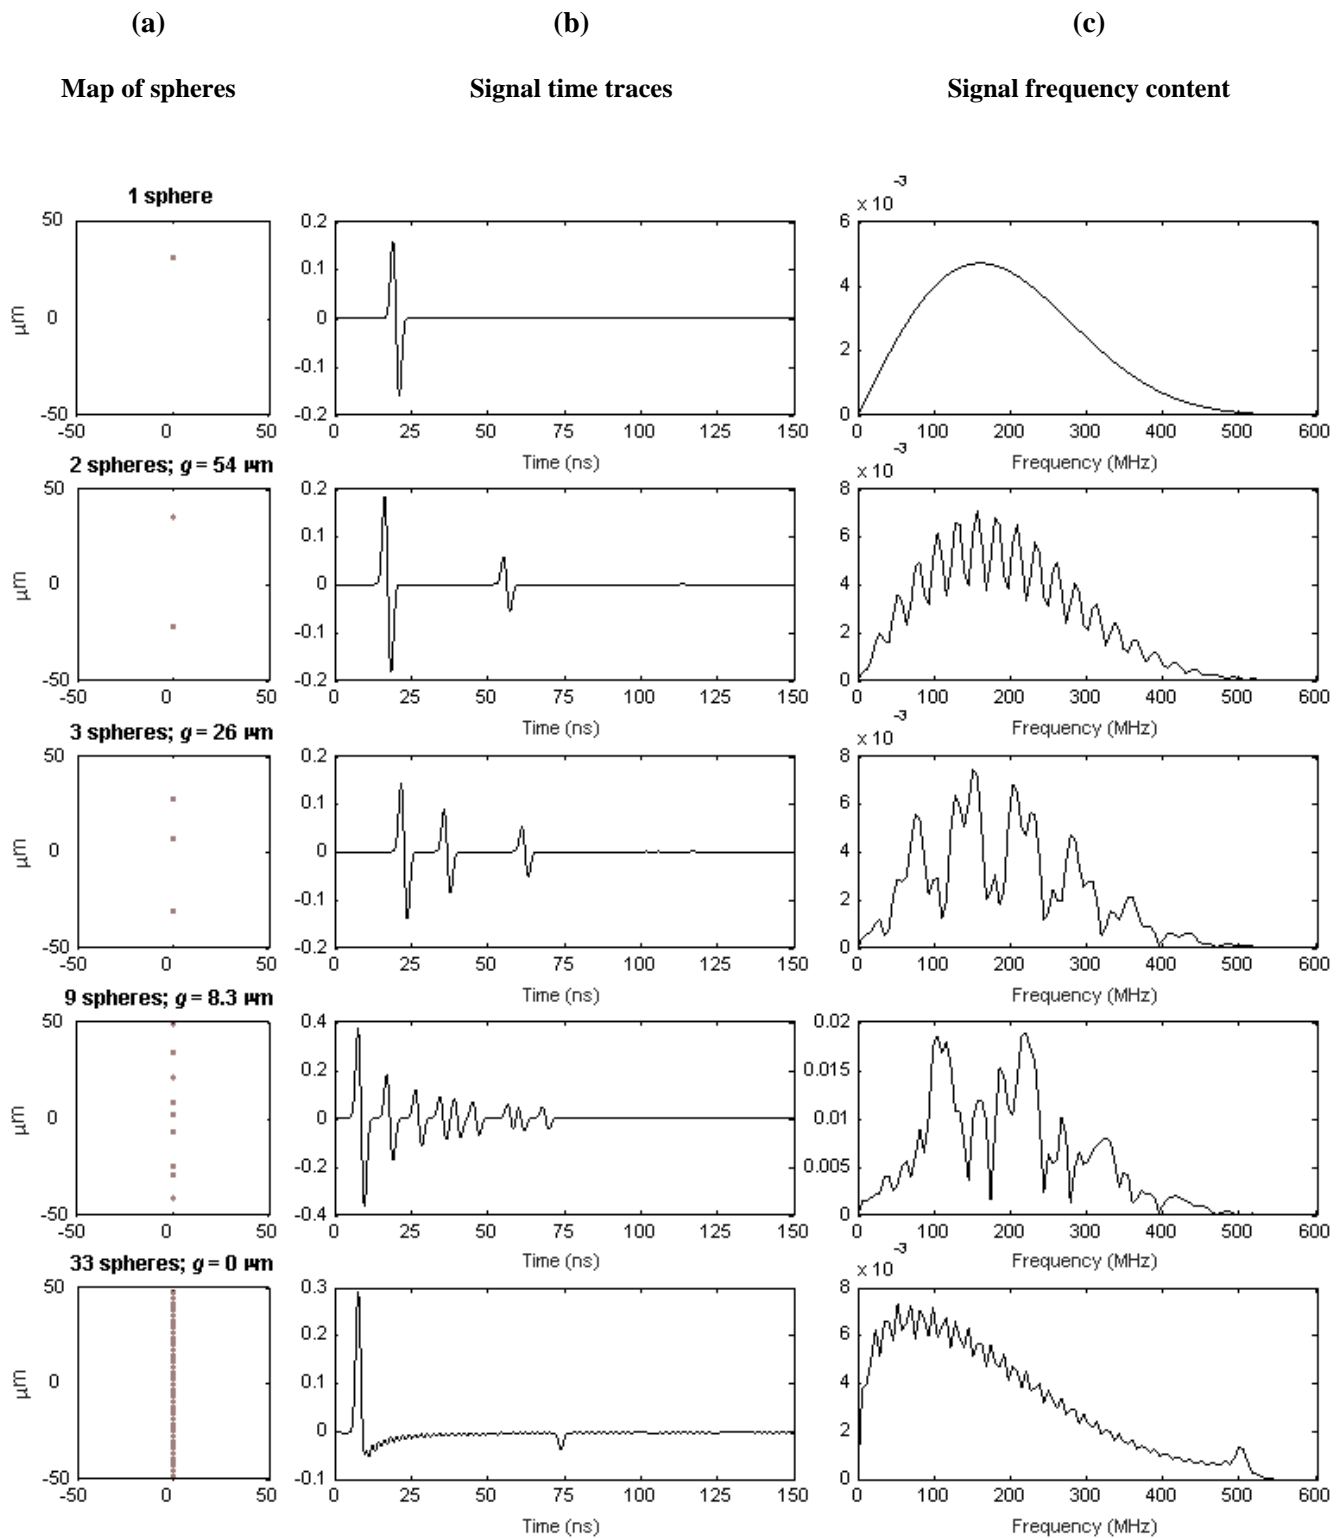 (a) (b) (c)
Map of spheres Signal time traces Signal frequency content
1 sphere
50
0
-50
-50 0 50
µm
0.2
0.1
0
-0.1
-0.2
0 25 50 75 100 125 150
Time (ns)
x 10 -3
6
4
2
0
0 100 200 300 400 500 600
Frequency (MHz)
2 spheres; g = 54 µm
50
0
-50
-50 0 50
µm
0.2
0.1
0
-0.1
-0.2
0 25 50 75 100 125 150
Time (ns)
x 10 -3
8
6
4
2
0
0 100 200 300 400 500 600
Frequency (MHz)
3 spheres; g = 26 µm
50
0
-50
-50 0 50
µm
0.2
0.1
0
-0.1
-0.2
0 25 50 75 100 125 150
Time (ns)
x 10 -3
8
6
4
2
0
0 100 200 300 400 500 600
Frequency (MHz)
9 spheres; g = 8.3 µm
50
0
-50
-50 0 50
µm
0.4
0.2
0
-0.2
-0.4
0 25 50 75 100 125 150
Time (ns)
0.02
0.015
0.01
0.005
0
0 100 200 300 400 500 600
Frequency (MHz)
33 spheres; g = 0 µm
50
0
-50
-50 0 50
µm
0.3
0.2
0.1
0
-0.1
0 25 50 75 100 125 150
Time (ns)
x 10 -3
8
6
4
2
0
0 100 200 300 400 500 600
Frequency (MHz)